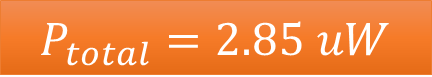 P_total = 2.85 uW